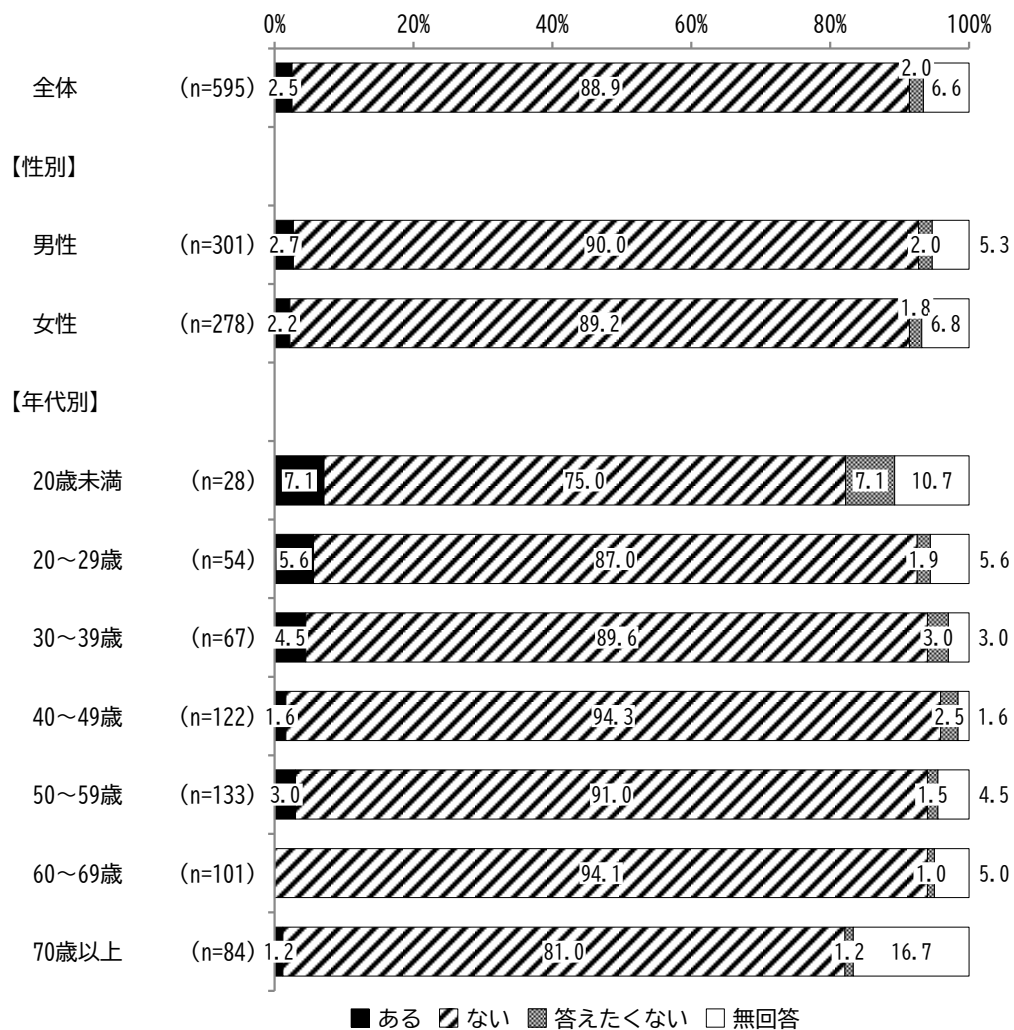 0% 20% 40% 60% 80% 100%
全体 (n=595) 2.5 88.9 2.0 6.6
【性別】
男性 (n=301) 2.7 90.0 2.0 5.3
女性 (n=278) 2.2 89.2 1.8 6.8
【年代別】
20歳未満 (n=28) 7.1 75.0 7.1 10.7
20～29歳 (n=54) 5.6 87.0 1.9 5.6
30～39歳 (n=67) 4.5 89.6 3.0 3.0
40～49歳 (n=122) 1.6 94.3 2.5 1.6
50～59歳 (n=133) 3.0 91.0 1.5 4.5
60～69歳 (n=101) 94.1 1.0 5.0
70歳以上 (n=84) 1.2 81.0 1.2 16.7
ある ない 答えたくない 無回答